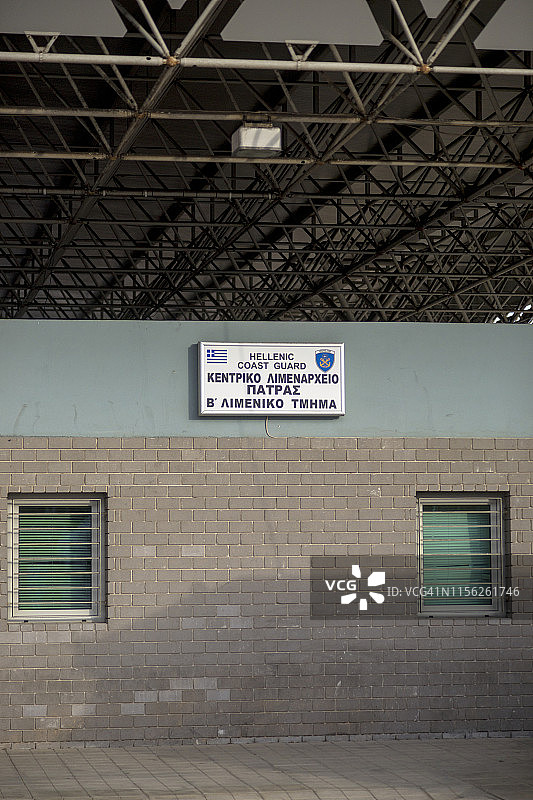 HELLENIC
COAST GUARD
ΚΕΝΤΡΙΚΟ ΛΙΜΕΝΑΡΧΕΙΟ
ΠΑΤΡΑΣ
Β΄ ΛΙΜΕΝΙΚΟ ΤΜΗΜΑ
VCG ID: VCG41N1156261746